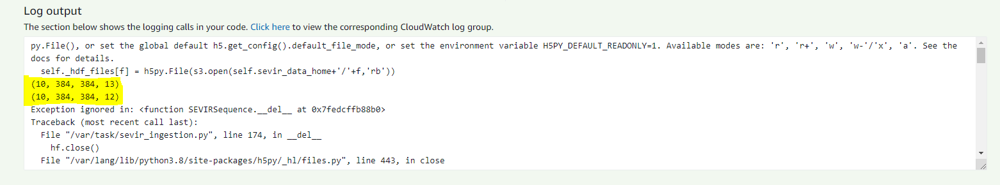 Log output
The section below shows the logging calls in your code. Click here to view the corresponding CloudWatch log group.
py.File(), or set the global default h5.get_config().default_file_mode, or set the environment variable H5PY_DEFAULT_READONLY=1. Available modes are: 'r', 'r+', 'w', 'w-'/'x', 'a'. See the
docs for details.
  self._hdf_files[f] = h5py.File(s3.open(self.sevir_data_home+'/'+f,'rb'))
(10, 384, 384, 13)
(10, 384, 384, 12)
Exception ignored in: <function SEVIRSequence.__del__ at 0x7fedcffb88b0>
Traceback (most recent call last):
  File "/var/task/sevir_ingestion.py", line 174, in __del__
    hf.close()
  File "/var/lang/lib/python3.8/site-packages/h5py/_hl/files.py", line 443, in close